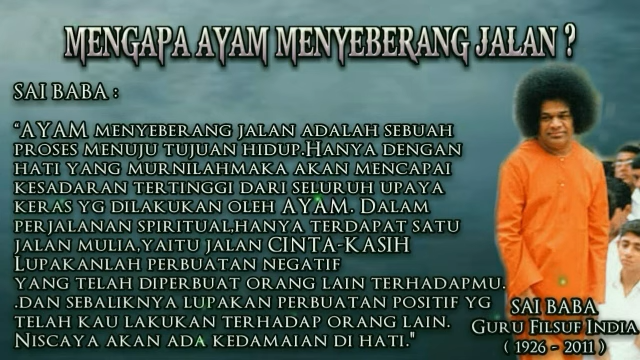 MENGAPA AYAM MENYEBERANG JALAN ?
SAI BABA :
"AYAM MENYEBERANG JALAN ADALAH SEBUAH
PROSES MENUJU TUJUAN HIDUP.HANYA DENGAN
HATI YANG MURNILAHMAKA AKAN MENCAPAI
KESADARAN TERTINGGI DARI SELURUH UPAYA
KERAS YG DILAKUKAN OLEH AYAM. DALAM
PERJALANAN SPIRITUAL,HANYA TERDAPAT SATU
JALAN MULIA,YAITU JALAN CINTA-KASIH
LUPAKANLAH PERBUATAN NEGATIF
YANG TELAH DIPERBUAT ORANG LAIN TERHADAPMU.
.DAN SEBALIKNYA LUPAKAN PERBUATAN POSITIF YG
TELAH KAU LAKUKAN TERHADAP ORANG LAIN.
NISCAYA AKAN ADA KEDAMAIAN DI HATI."
SAI BABA
GURU FILSUF INDIA
( 1926 - 2011 )